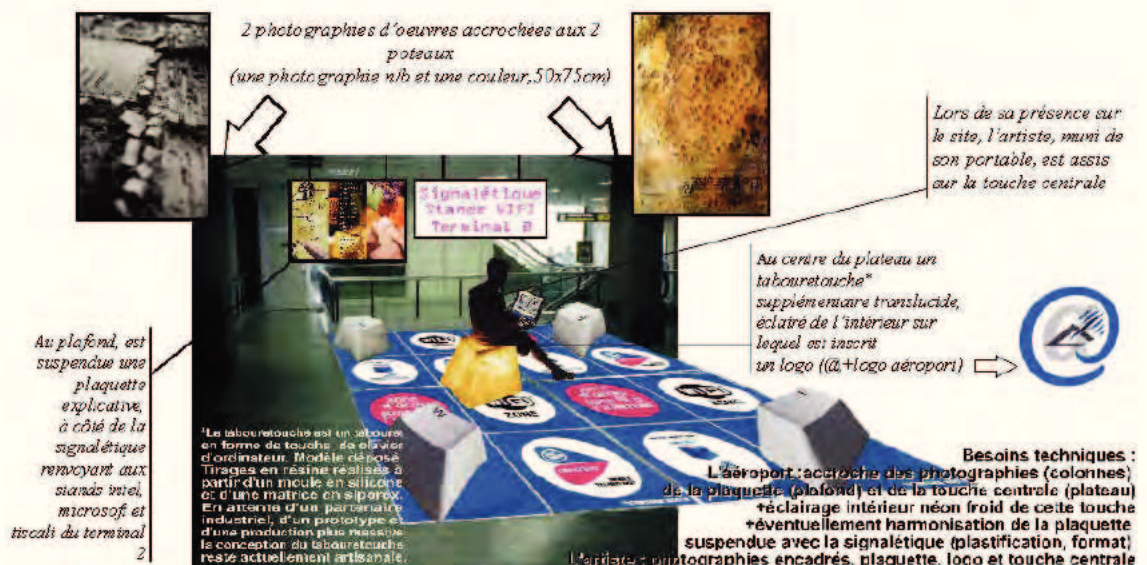 2 photographies d'oeuvres accrochées aux 2
poteaux
(une photographie n/b et une couleur,50x75cm)
Lors de sa présence sur
le site, l'artiste, muni de
son portable, est assis
sur la touche centrale
Signalétique
Stands WIFI
Terminal 2
Au centre du plateau un
tabouretouche*
supplémentaire translucide,
éclairé de l'intérieur sur
lequel est inscrit
un logo ((@+logo aéroport)
Au plafond, est
suspendue une
plaquette
explicative,
à côté de la
signalétique
renvoyant aux
stands intel,
microsoft et
tiscali du terminal
2
ZONE
W
*Le tabouretouche est un tabouret
en forme de touche de clavier
d'ordinateur. Modèle déposé.
Tirages en résine réalisés à
partir d'un moule en silicone
et d'une matrice en siporex.
En attente d'un partenaire
industriel, d'un prototype et
d'une production plus massive
la conception du tabouretouche
reste actuellement artisanale.
Besoins techniques :
L'aéroport :accroche des photographies (colonnes)
de la plaquette (plafond) et de la touche centrale (plateau)
+éclairage intérieur néon froid de cette touche
+éventuellement harmonisation de la plaquette
suspendue avec la signalétique (plastification, format)
L'artiste : photographies encadrés, plaquette, logo et touche centrale